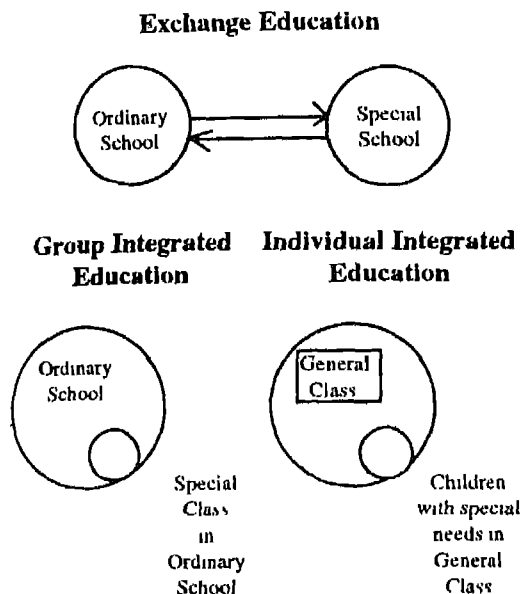 Exchange Education
Ordinary
School
Special
School
Group Integrated
Education
Individual Integrated
Education
Ordinary
School
Special
Class
in
Ordinary
School
General
Class
Children
with special
needs in
General
Class